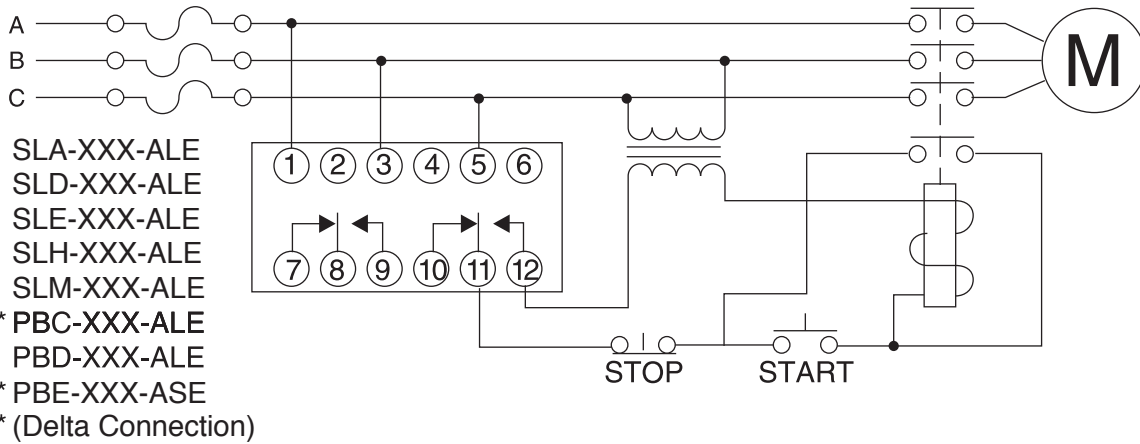 A
B
C
M
SLA-XXX-ALE
SLD-XXX-ALE
SLE-XXX-ALE
SLH-XXX-ALE
SLM-XXX-ALE
* PBC-XXX-ALE
PBD-XXX-ALE
* PBE-XXX-ASE
* (Delta Connection)
1 2 3 4 5 6
7 8 9 10 11 12
STOP
START